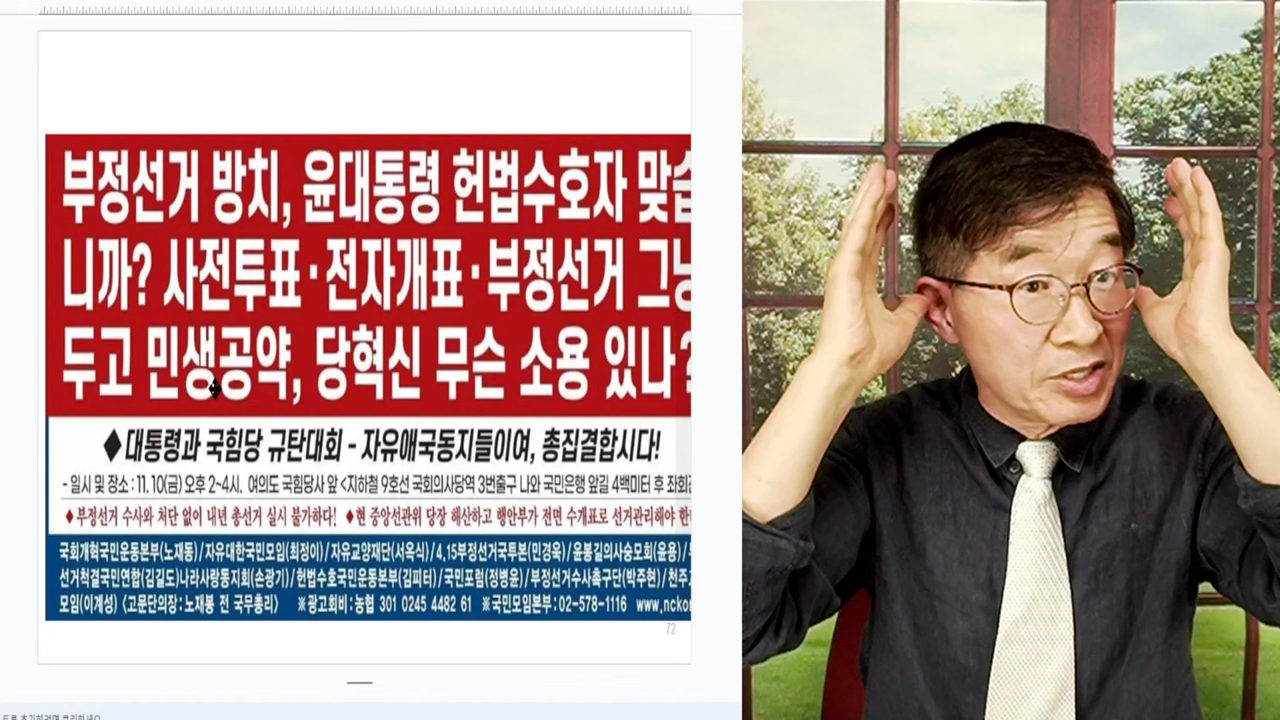 부정선거 방치, 윤대통령 헌법수호자 맞습
니까? 사전투표·전자개표·부정선거 그냥
두고 민생공약, 당혁신 무슨 소용 있나?
◆대통령과 국힘당 규탄대회 - 자유애국동지들이여, 총집결합시다!
- 일시 및 장소 : 11. 10(금) 오후 2~4시. 여의도 국힘당사 앞 <지하철 9호선 국회의사당역 3번출구 나와 국민은행 앞길 4백미터 후 좌회전
◆부정선거 수사와 처단 없이 내년 총선거 실시 불가하다! ◆현 중앙선관위 당장 해산하고 행안부가 전면 수개표로 선거관리해야 한
국회개혁국민운동본부(노재동)/자유대한국민모임(최정이)/자유교양재단(서옥식)/4.15부정선거국투본(민경욱)/윤봉길의사숭모회(윤용)/
선거척결국민연합(김길도)나라사랑동지회(손광기)/헌법수호국민운동본부(김피터)/국민포럼(정병윤)/부정선거수사촉구단(박주현)/천주
모임(이계성) 〈고문단의장:노재봉 전 국무총리〉 ※광고회비:농협 301 0245 4482 61 ※국민모임본부:02-578-1116 www,ncko
72